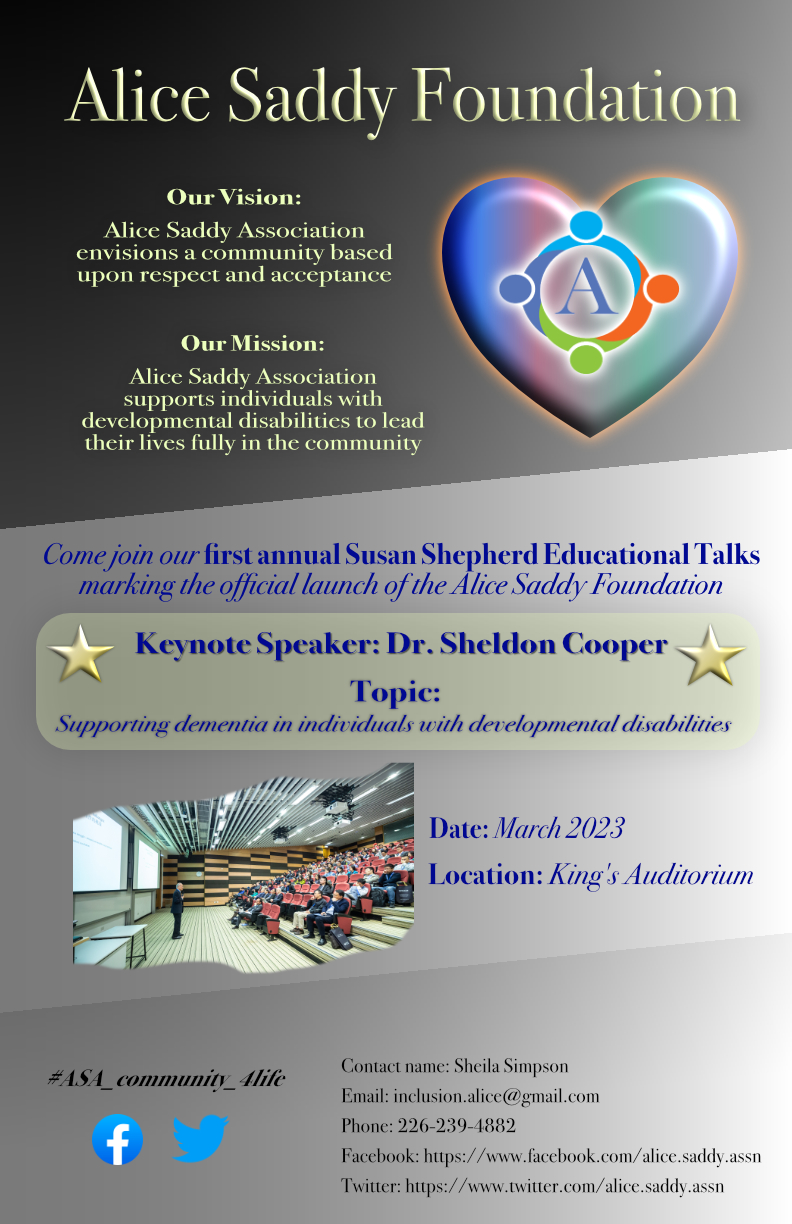 Alice Saddy Foundation
Our Vision:
Alice Saddy Association
envisions a community based
upon respect and acceptance
A
Our Mission:
Alice Saddy Association
supports individuals with
developmental disabilities to lead
their lives fully in the community
Come join our first annual Susan Shepherd Educational Talks
marking the official launch of the Alice Saddy Foundation
Keynote Speaker: Dr. Sheldon Cooper
Topic:
Supporting dementia in individuals with developmental disabilities
Date: March 2023
Location: King's Auditorium
#ASA_community_4life
Contact name: Sheila Simpson
Email: inclusion.alice@gmail.com
Phone: 226-239-4882
Facebook: https://www.facebook.com/alice.saddy.assn
Twitter: https://www.twitter.com/alice.saddy.assn